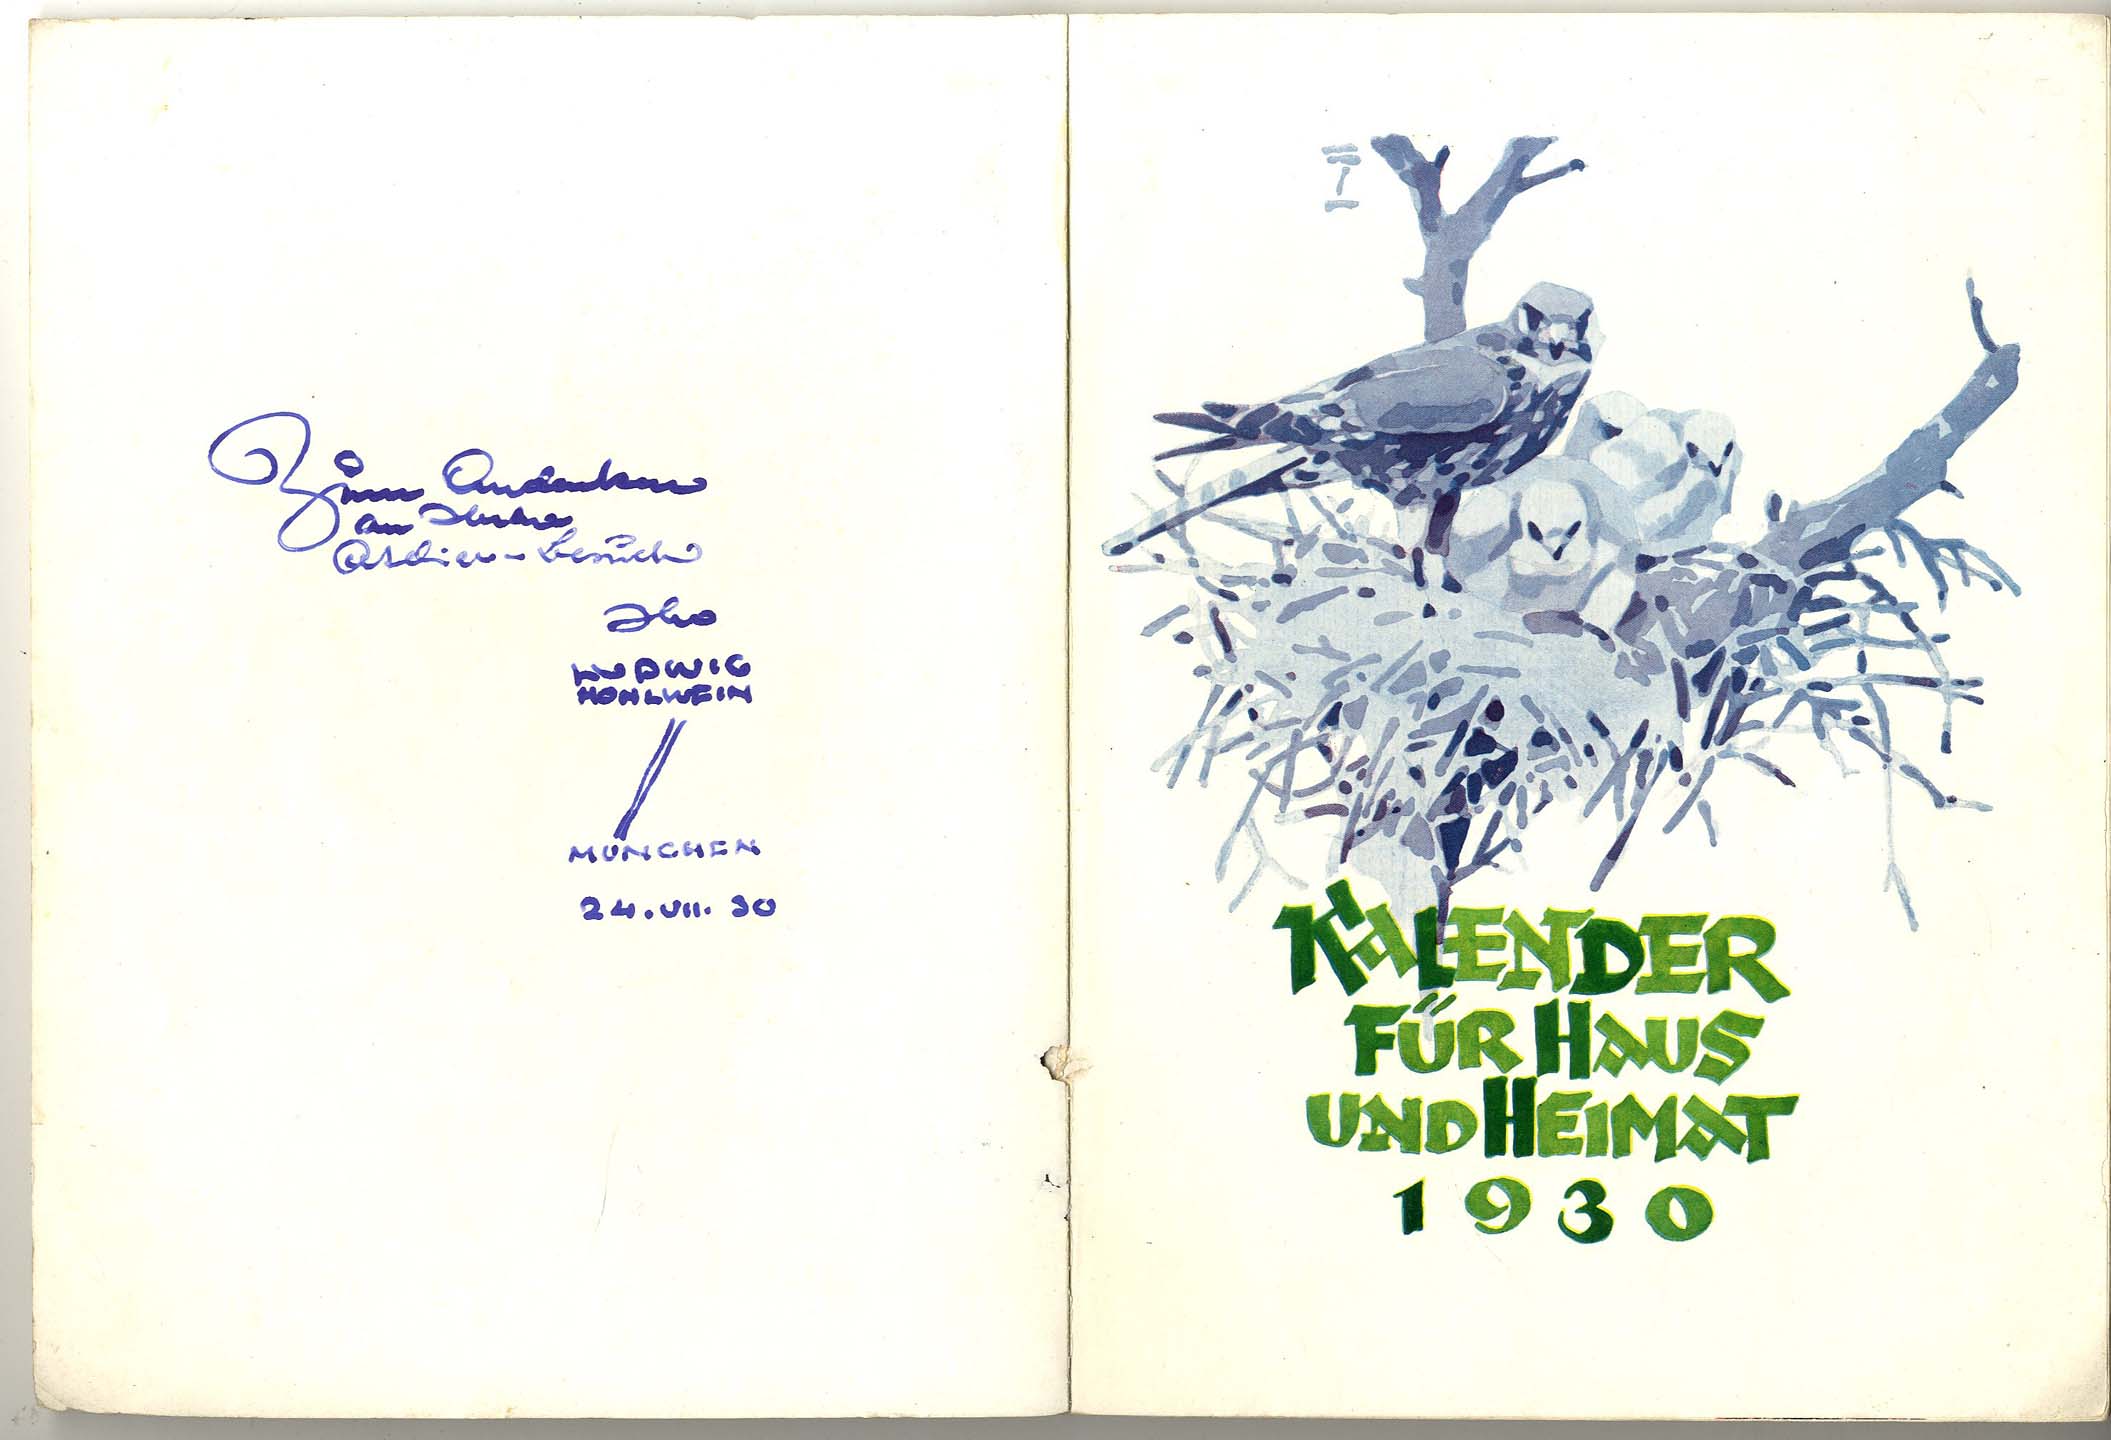 Zum Andenken
an Ihren
Atelier-Besuch
Ihr
LUDWIG
HOHLWEIN
MÜNCHEN
24.VII.30
KALENDER
FÜR HAUS
UND HEIMAT
1930